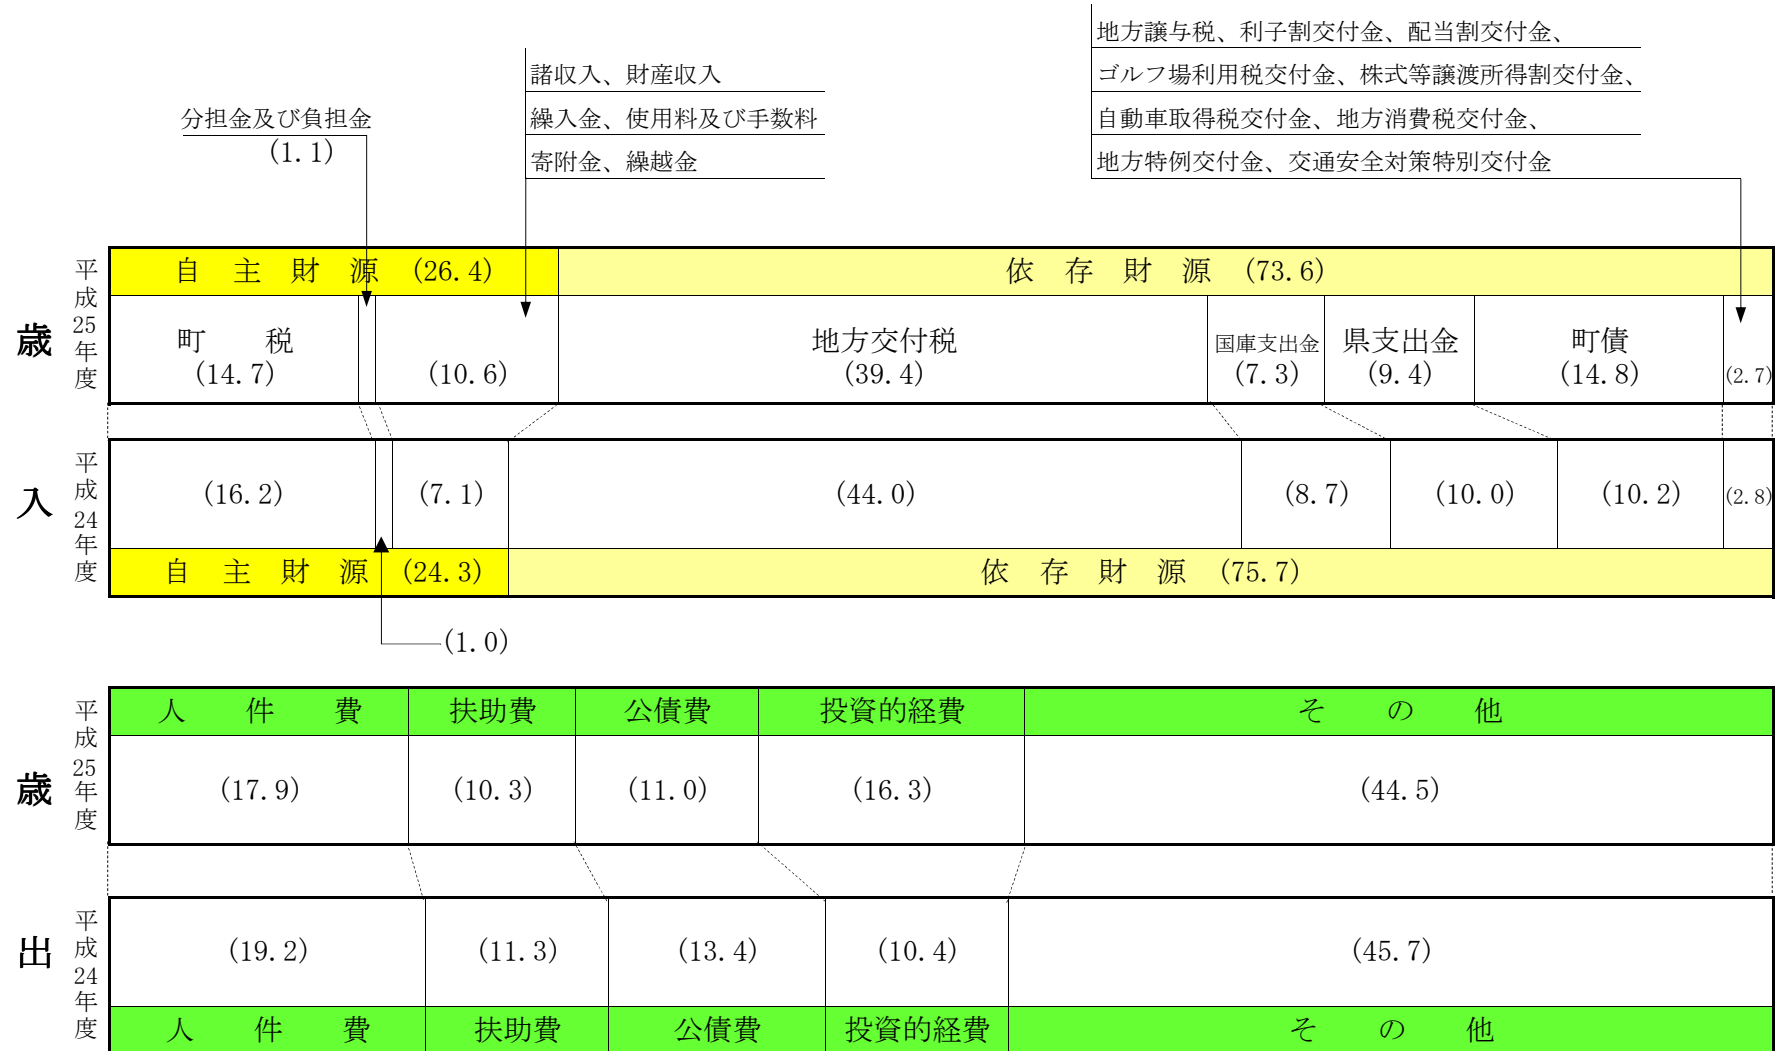 地方譲与税、利子割交付金、配当割交付金、
ゴルフ場利用税交付金、株式等譲渡所得割交付金、
自動車取得税交付金、地方消費税交付金、
地方特例交付金、交通安全対策特別交付金
諸収入、財産収入
繰入金、使用料及び手数料
寄附金、繰越金
分担金及び負担金
(1.1)
歳入
平成25年度
自主財源 (26.4)
依存財源 (73.6)
町税
(14.7)
(10.6)
地方交付税
(39.4)
国庫支出金
(7.3)
県支出金
(9.4)
町債
(14.8)
(2.7)
平成24年度
(16.2)
(7.1)
(44.0)
(8.7)
(10.0)
(10.2)
(2.8)
自主財源 (24.3)
依存財源 (75.7)
(1.0)
歳出
平成25年度
人件費
扶助費
公債費
投資的経費
その他
(17.9)
(10.3)
(11.0)
(16.3)
(44.5)
平成24年度
(19.2)
(11.3)
(13.4)
(10.4)
(45.7)
人件費
扶助費
公債費
投資的経費
その他